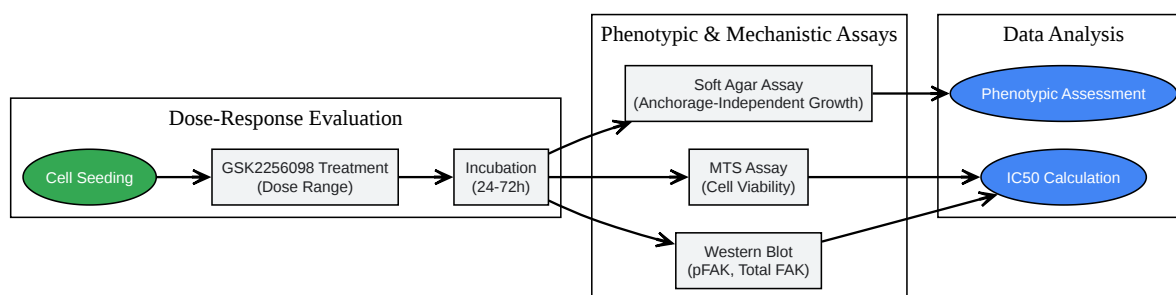 Dose-Response Evaluation
Cell Seeding
GSK2256098 Treatment
(Dose Range)
Incubation
(24-72h)
Phenotypic & Mechanistic Assays
Soft Agar Assay
(Anchorage-Independent Growth)
MTS Assay
(Cell Viability)
Western Blot
(pFAK, Total FAK)
Data Analysis
Phenotypic Assessment
IC50 Calculation